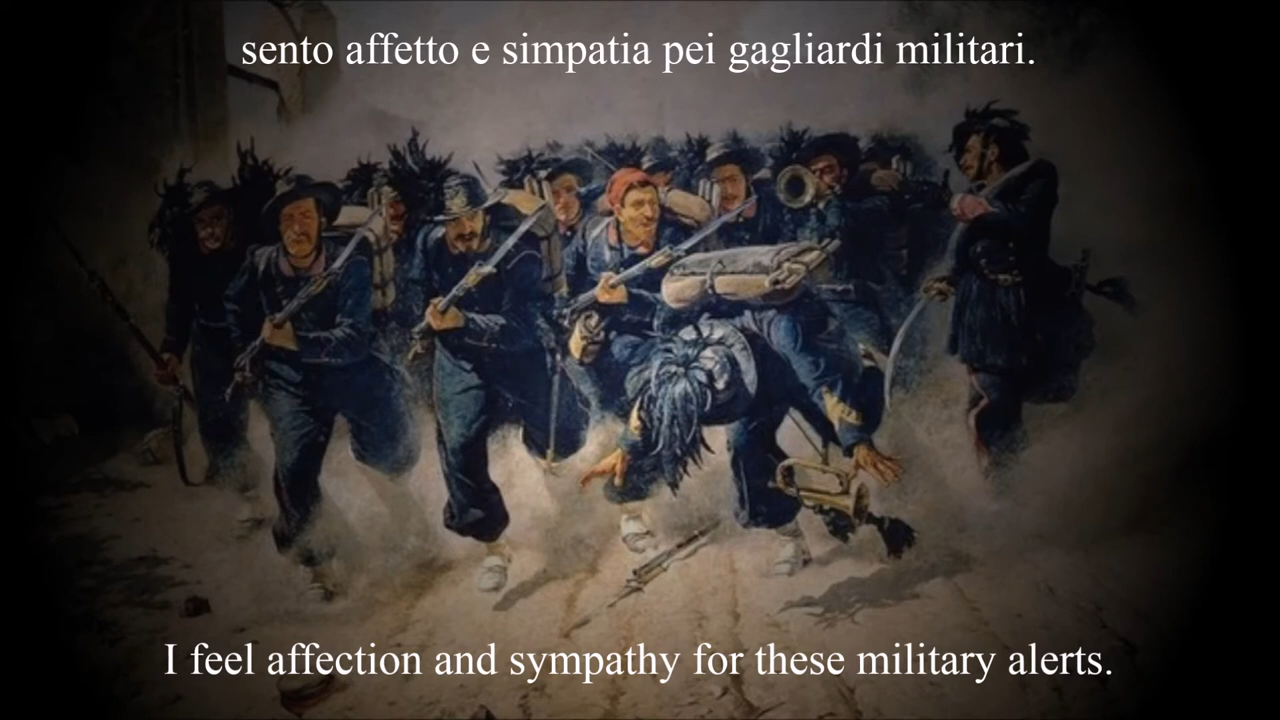 sento affetto e simpatia pei gagliardi militari.
I feel affection and sympathy for these military alerts.